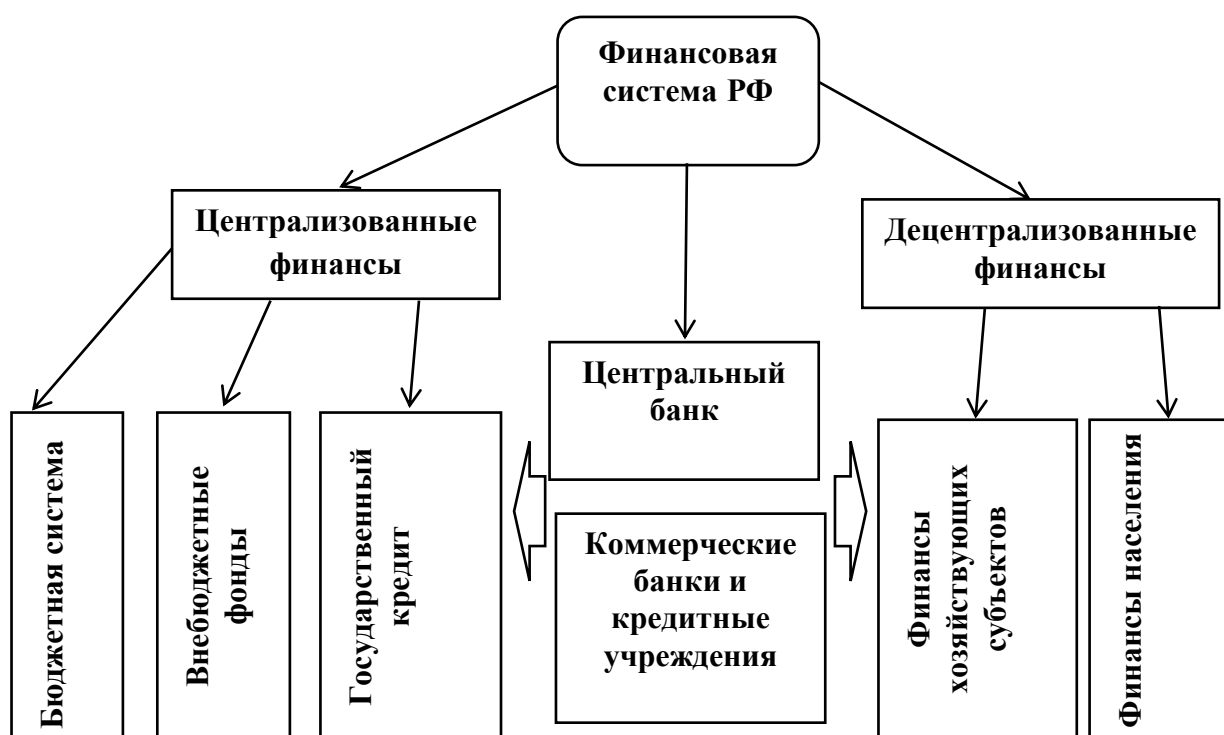 Финансовая
система РФ
Централизованные
финансы
Децентрализованные
финансы
Центральный
банк
Бюджетная система
Внебюджетные
фонды
Государственный
кредит
Коммерческие
банки и
кредитные
учреждения
Финансы
хозяйствующих
субъектов
Финансы населения